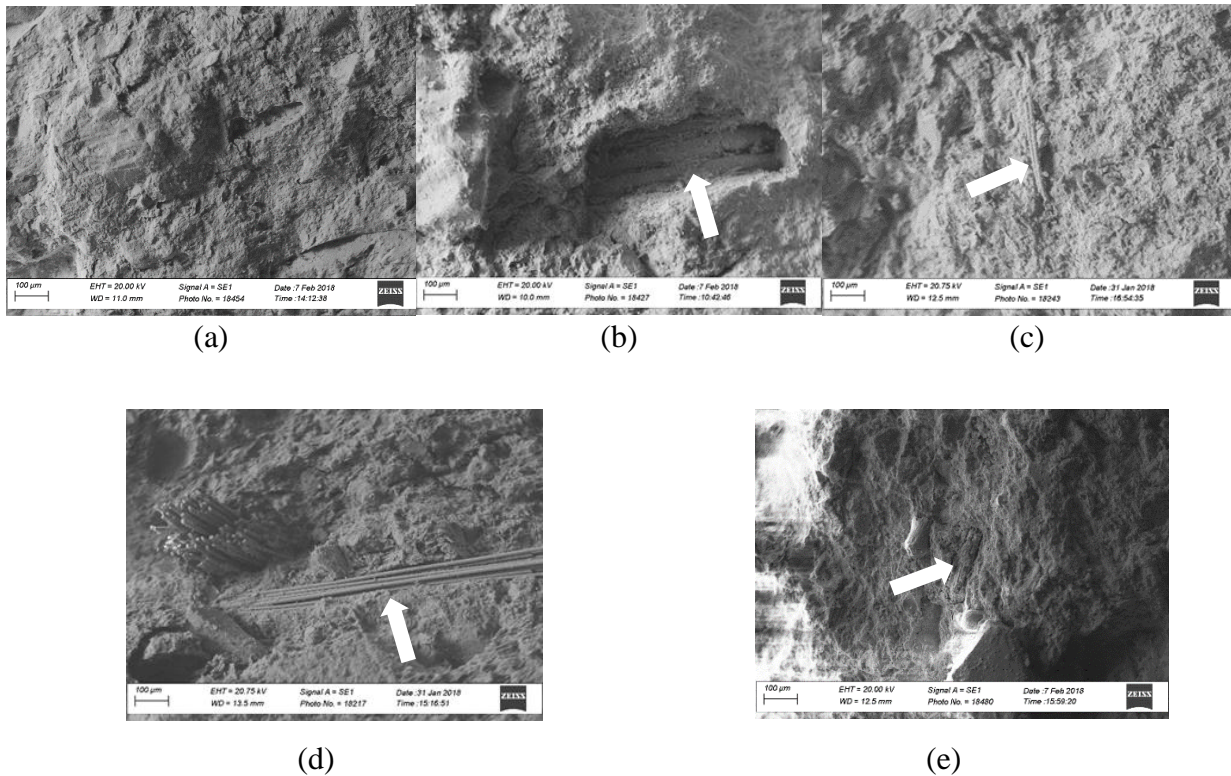 100 µm EHT = 20.00 kV Signal A = SE1 Date :7 Feb 2018 ZEISS
WD = 11.0 mm Photo No. = 18454 Time :14:12:38
100 µm EHT = 20.00 kV Signal A = SE1 Date :7 Feb 2018 ZEISS
WD = 10.0 mm Photo No. = 18427 Time :10:42:46
100 µm EHT = 20.75 kV Signal A = SE1 Date :31 Jan 2018 ZEISS
WD = 12.5 mm Photo No. = 18243 Time :16:54:35
(a)
(b)
(c)
100 µm EHT = 20.75 kV Signal A = SE1 Date :31 Jan 2018 ZEISS
WD = 13.5 mm Photo No. = 18217 Time :15:16:51
100 µm EHT = 20.00 kV Signal A = SE1 Date :7 Feb 2018 ZEISS
WD = 12.5 mm Photo No. = 18480 Time :15:59:20
(d)
(e)